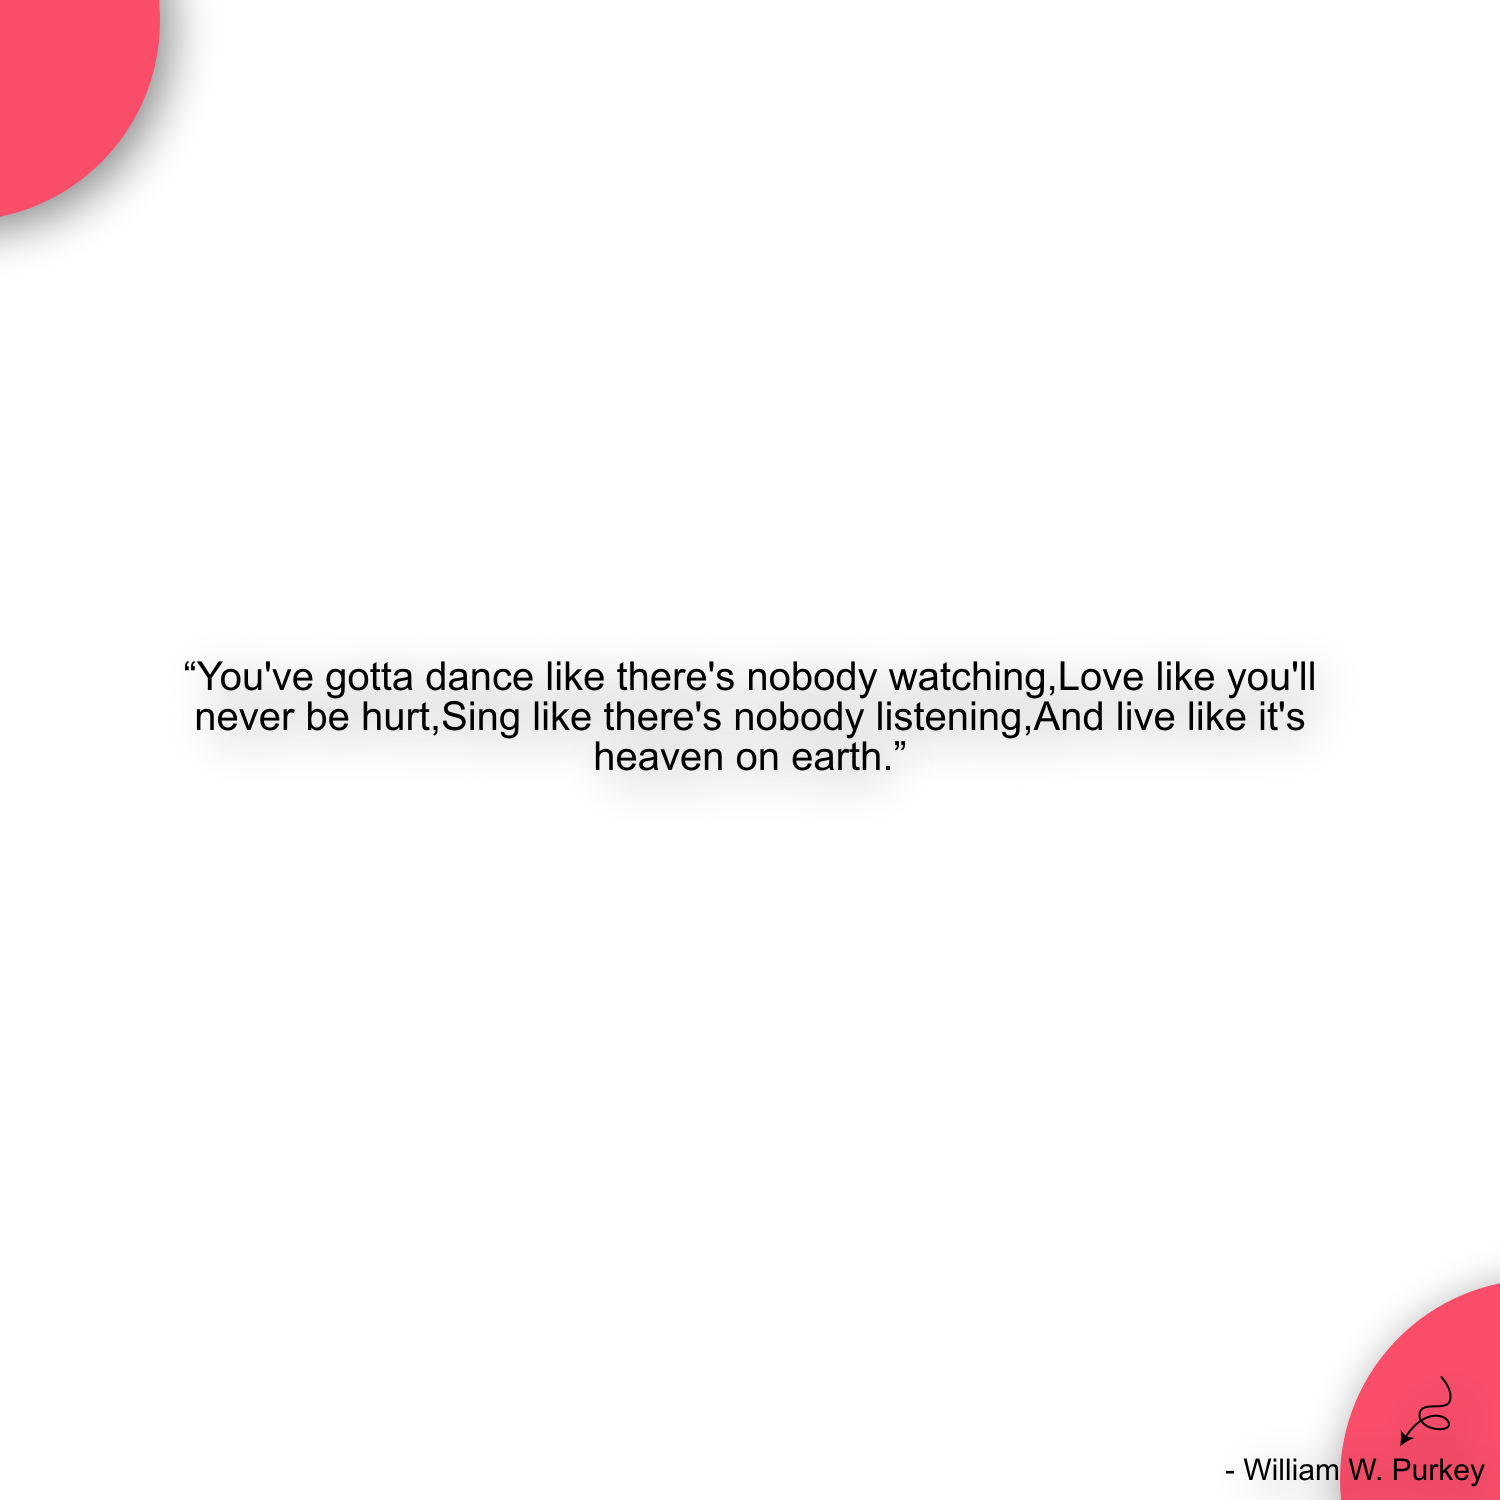 “You've gotta dance like there's nobody watching,Love like you'll
never be hurt,Sing like there's nobody listening,And live like it's
heaven on earth.”
- William W. Purkey